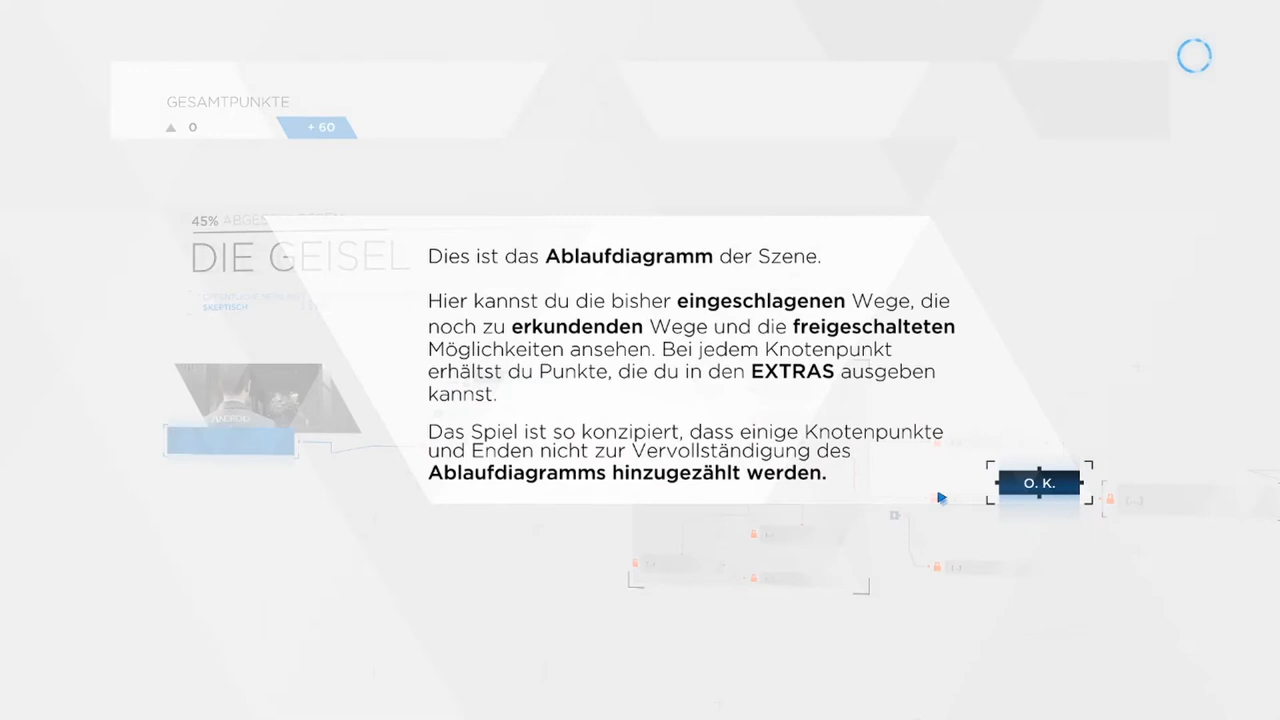 GESAMTPUNKTE
0
+ 60
45%
DIE GEISEL
SKEPTISCH
ANDROID
Dies ist das Ablaufdiagramm der Szene.
Hier kannst du die bisher eingeschlagenen Wege, die
noch zu erkundenden Wege und die freigeschalteten
Möglichkeiten ansehen. Bei jedem Knotenpunkt
erhältst du Punkte, die du in den EXTRAS ausgeben
kannst.
Das Spiel ist so konzipiert, dass einige Knotenpunkte
und Enden nicht zur Vervollständigung des
Ablaufdiagramms hinzugezählt werden.
O. K.